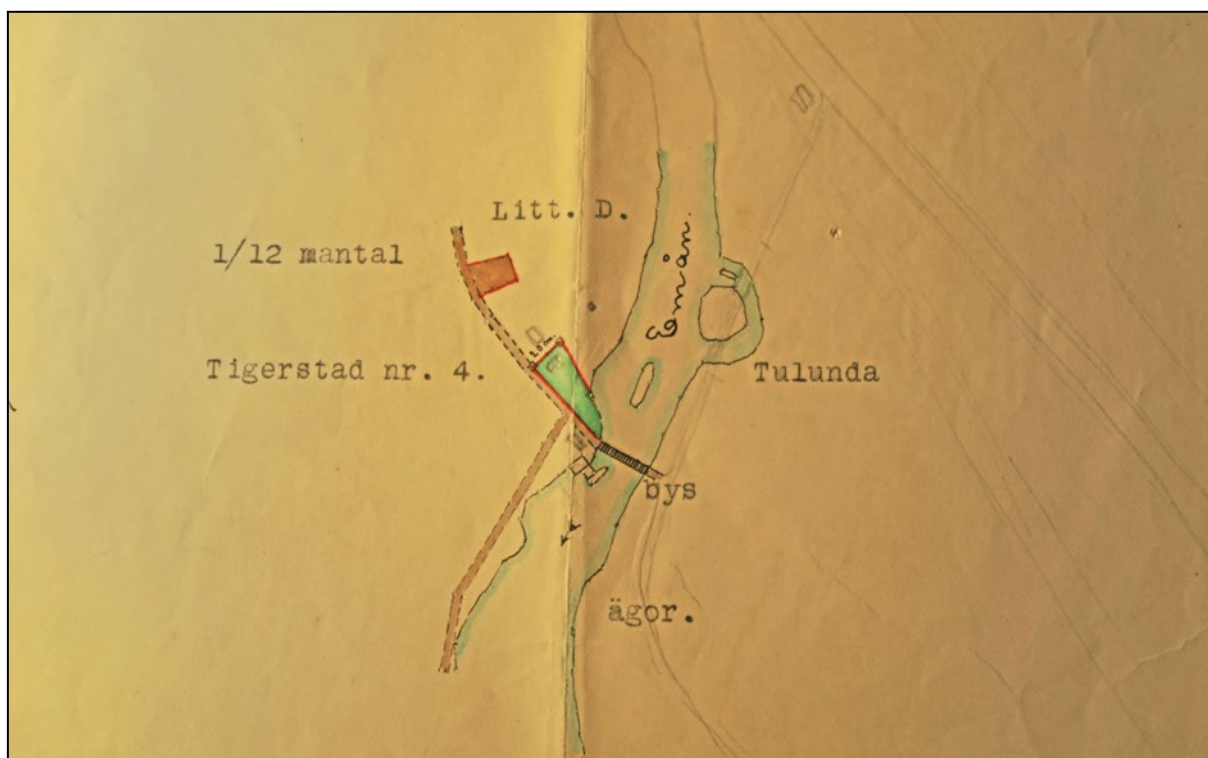 Litt. D.
1/12 mantal
Emån.
Tigerstad nr. 4.
Tulunda
bys
ägor.